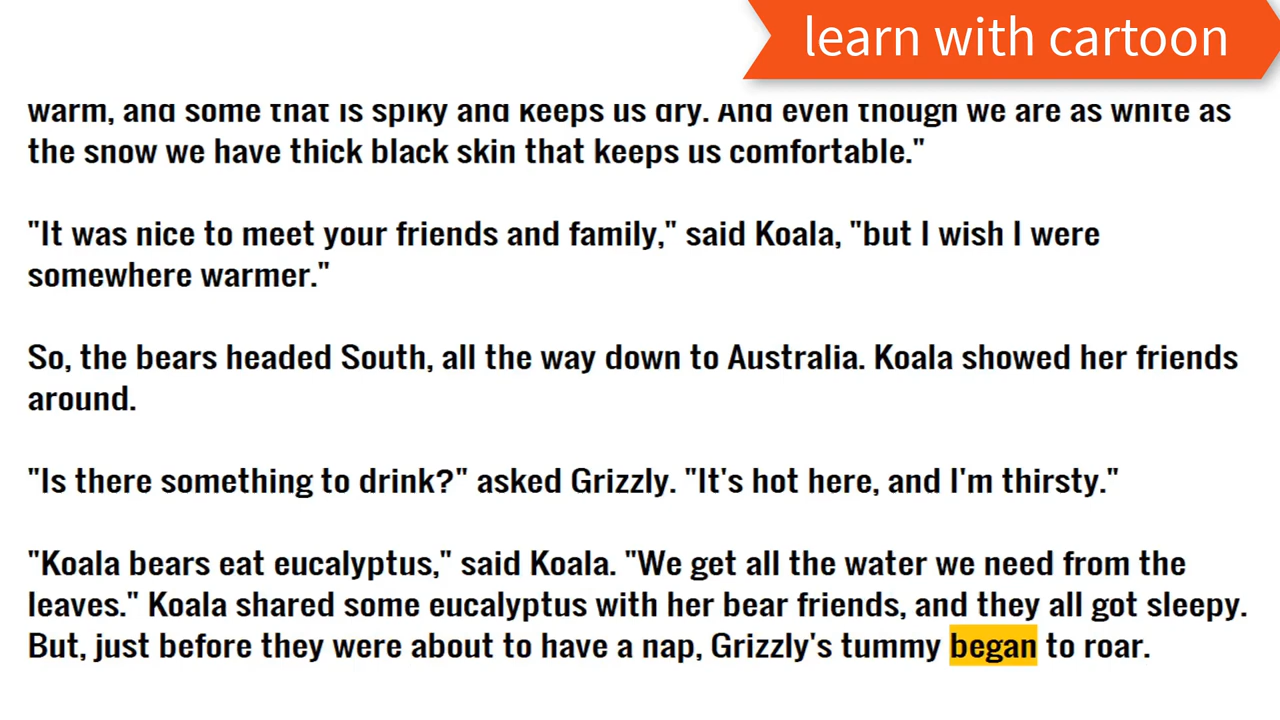 learn with cartoon
warm, and some that is spiky and keeps us dry. And even though we are as white as
the snow we have thick black skin that keeps us comfortable."
"It was nice to meet your friends and family," said Koala, "but I wish I were
somewhere warmer."
So, the bears headed South, all the way down to Australia. Koala showed her friends
around.
"Is there something to drink?" asked Grizzly. "It's hot here, and I'm thirsty."
"Koala bears eat eucalyptus," said Koala. "We get all the water we need from the
leaves." Koala shared some eucalyptus with her bear friends, and they all got sleepy.
But, just before they were about to have a nap, Grizzly's tummy began to roar.